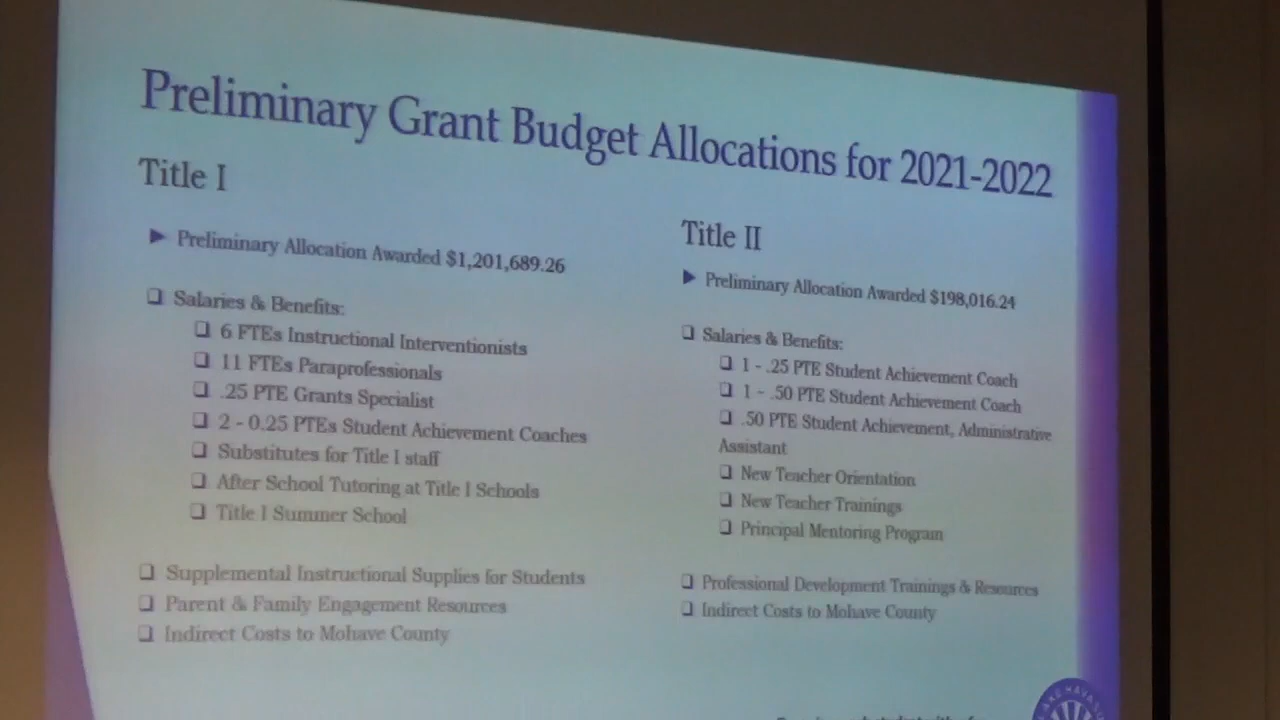 Preliminary Grant Budget Allocations for 2021-2022
Title I
Preliminary Allocation Awarded $1,201,689.26
Salaries & Benefits:
6 FTEs Instructional Interventionists
11 FTEs Paraprofessionals
.25 PTE Grants Specialist
2 - 0.25 PTEs Student Achievement Coaches
Substitutes for Title I staff
After School Tutoring at Title I Schools
Title I Summer School
Supplemental Instructional Supplies for Students
Parent & Family Engagement Resources
Indirect Costs to Mohave County
Title II
Preliminary Allocation Awarded $198,016.24
Salaries & Benefits:
1 - .25 PTE Student Achievement Coach
1 - .50 PTE Student Achievement Coach
.50 PTE Student Achievement, Administrative
Assistant
New Teacher Orientation
New Teacher Trainings
Principal Mentoring Program
Professional Development Trainings & Resources
Indirect Costs to Mohave County